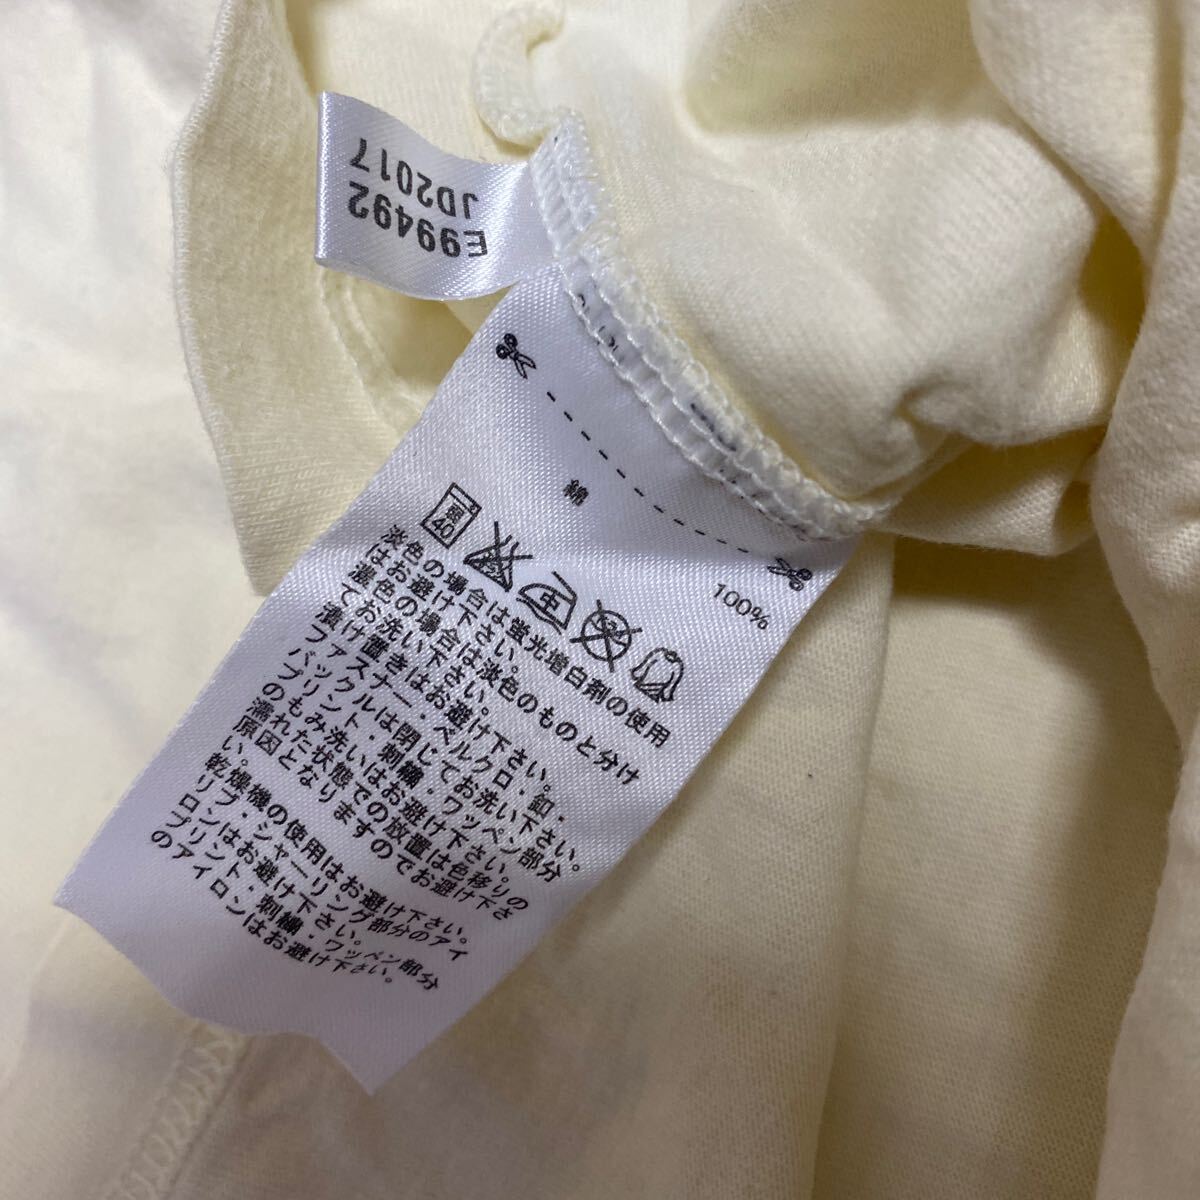 E99492
JD2017
綿
100%
弱
40
中
淡色の場合は蛍光増白剤の使用
はお避け下さい。
濃色の場合は淡色のものと分け
てお洗い下さい。
漬け置きはお避け下さい。
ファスナー・ベルクロ・釦・
バックルは閉じてお洗い下さい。
プリント・刺繍・ワッペン部分
のもみ洗いはお避け下さい。
濡れた状態での放置は色移りの
原因となりますのでお避け下さ
い。
乾燥機の使用はお避け下さい。
リブ・シャーリング部分のアイ
ロンはお避け下さい。
プリント・刺繍・ワッペン部分
のアイロンはお避け下さい。